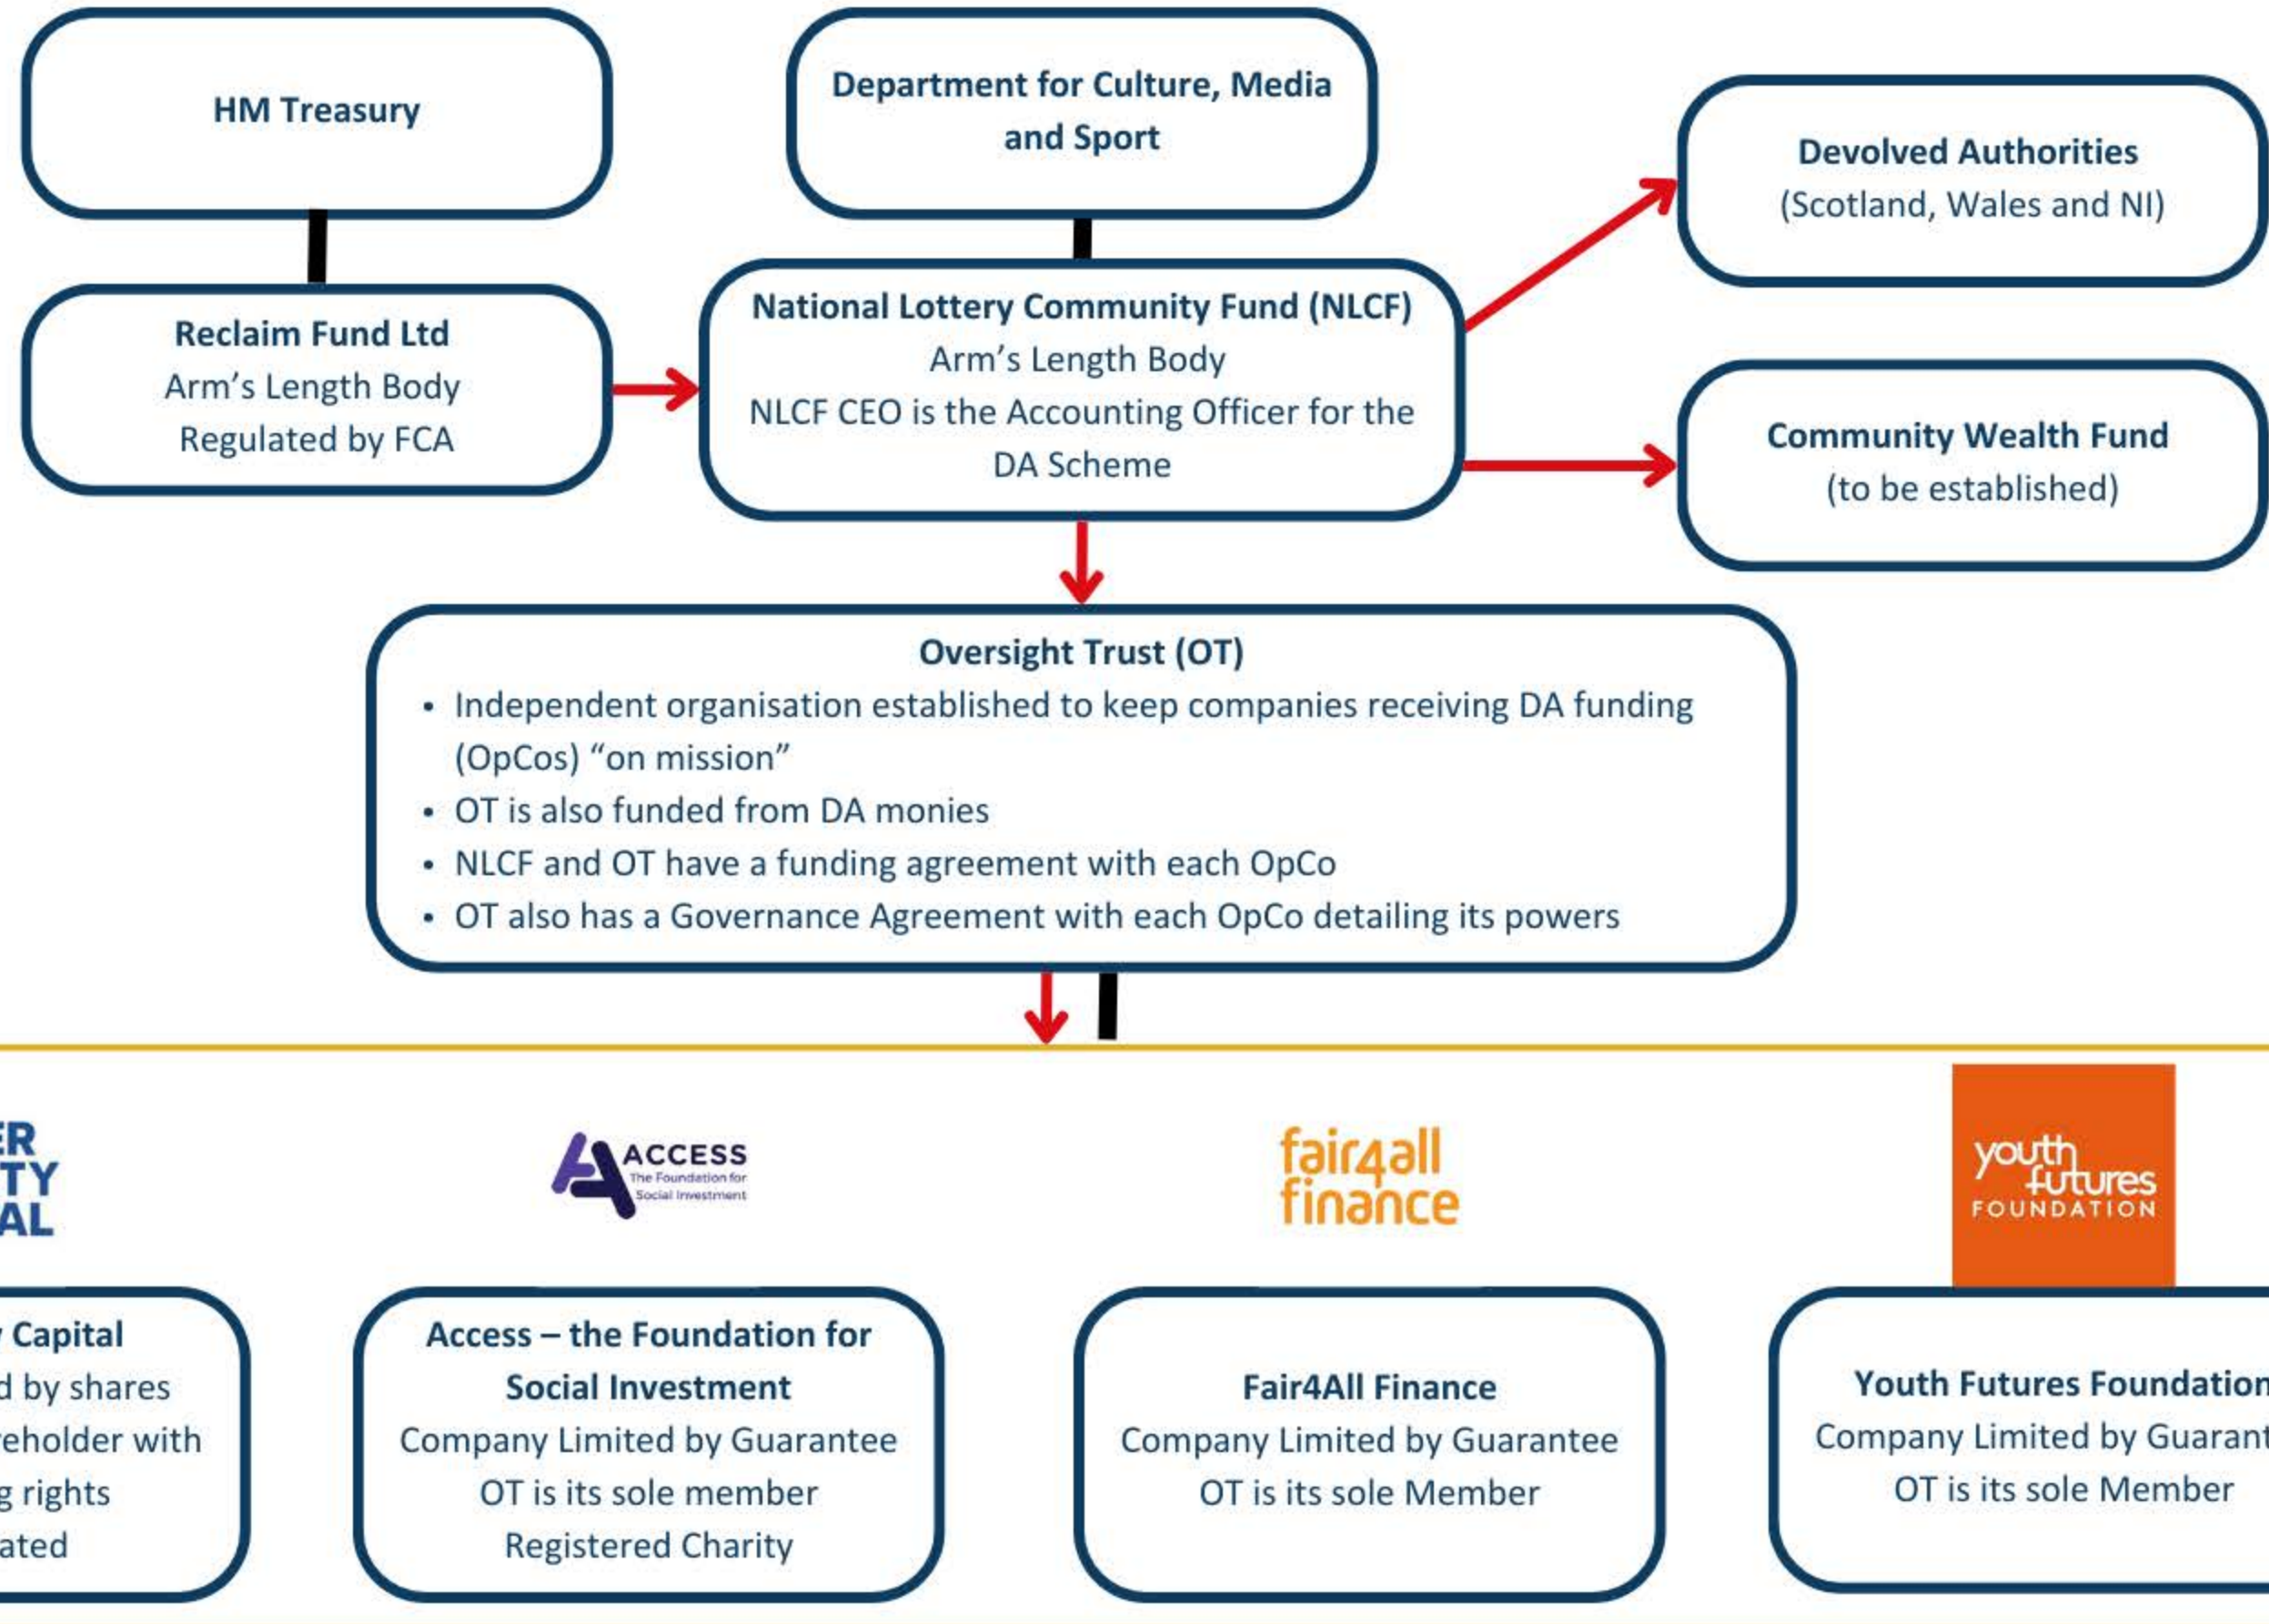 HM Treasury
Department for Culture, Media
and Sport
Devolved Authorities
(Scotland, Wales and NI)
Reclaim Fund Ltd
Arm's Length Body
Regulated by FCA
National Lottery Community Fund (NLCF)
Arm's Length Body
NLCF CEO is the Accounting Officer for the
DA Scheme
Community Wealth Fund
(to be established)
Oversight Trust (OT)
• Independent organisation established to keep companies receiving DA funding
(OpCos) “on mission”
• OT is also funded from DA monies
• NLCF and OT have a funding agreement with each OpCo
• OT also has a Governance Agreement with each OpCo detailing its powers
ER
TY
AL
ACCESS
The Foundation for
Social Investment
fair4all
finance
youth
futures
FOUNDATION
Capital
d by shares
eholder with
g rights
ated
Access – the Foundation for
Social Investment
Company Limited by Guarantee
OT is its sole member
Registered Charity
Fair4All Finance
Company Limited by Guarantee
OT is its sole Member
Youth Futures Foundation
Company Limited by Guarant
OT is its sole Member